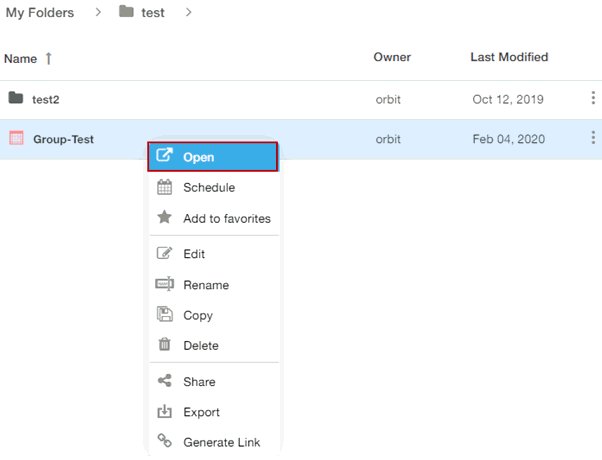 My Folders > test >
Name ↑ Owner Last Modified
test2 orbit Oct 12, 2019
Group-Test orbit Feb 04, 2020
Open
Schedule
Add to favorites
Edit
Rename
Copy
Delete
Share
Export
Generate Link